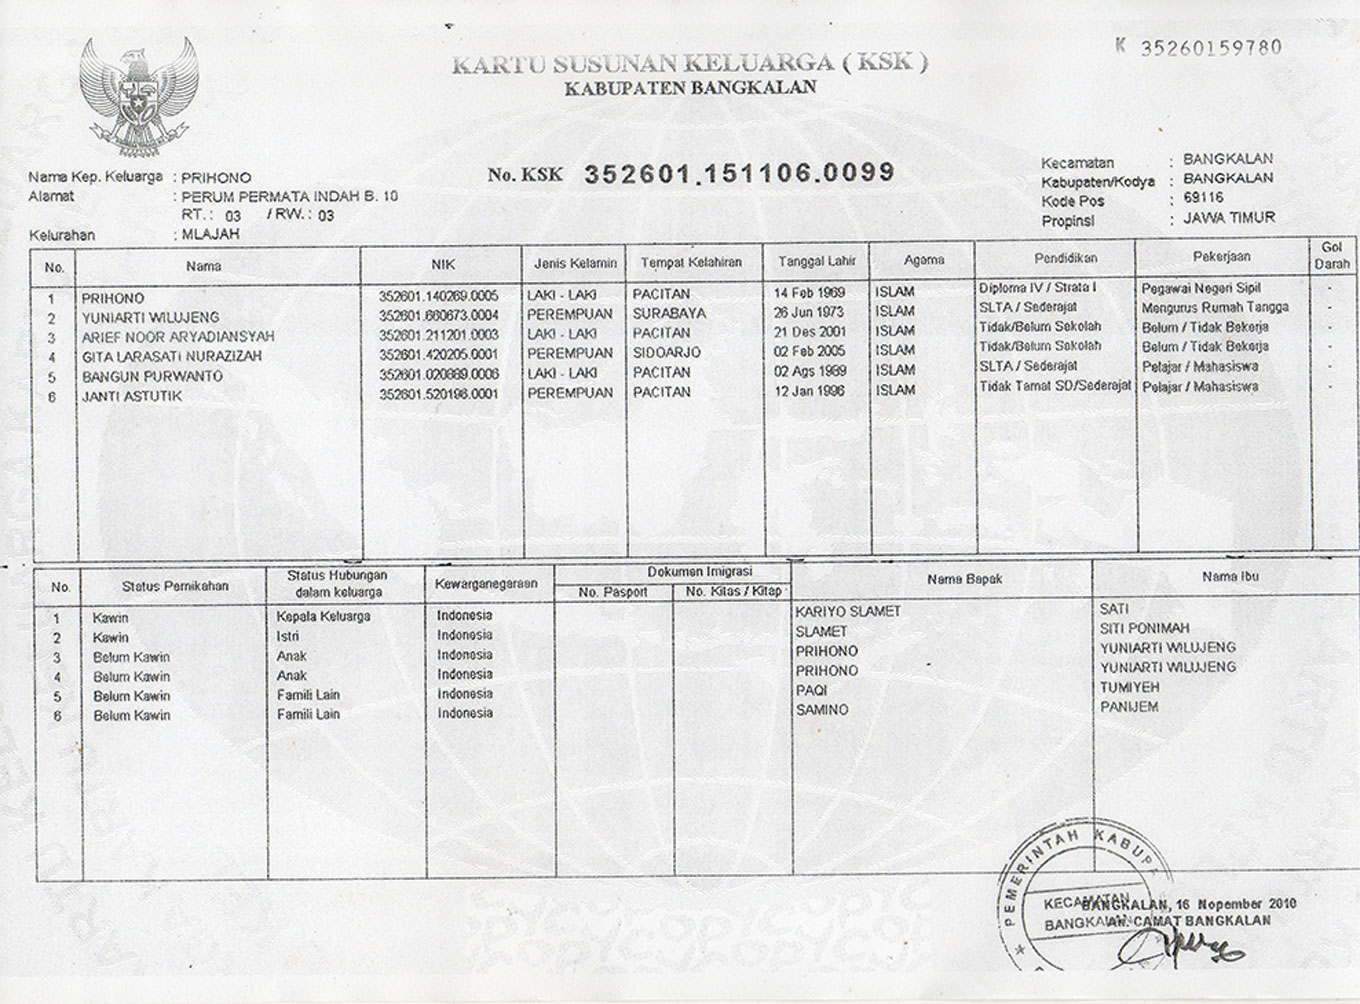 K 35260159780
KARTU SUSUNAN KELUARGA ( KSK )
KABUPATEN BANGKALAN
No. KSK 352601.151106.0099
Nama Kep. Keluarga : PRIHONO
Alamat : PERUM PERMATA INDAH B. 10
RT. : 03 / RW. : 03
Kelurahan : MLAJAH
Kecamatan : BANGKALAN
Kabupaten/Kodya : BANGKALAN
Kode Pos : 69116
Propinsi : JAWA TIMUR
No. Nama NIK Jenis Kelamin Tempat Kelahiran Tanggal Lahir Agama Pendidikan Pekerjaan Gol Darah
1 PRIHONO 352601.140269.0005 LAKI - LAKI PACITAN 14 Feb 1969 ISLAM Diploma IV / Strata I Pegawai Negeri Sipil -
2 YUNIARTI WILUJENG 352601.660673.0004 PEREMPUAN SURABAYA 26 Jun 1973 ISLAM SLTA / Sederajat Mengurus Rumah Tangga -
3 ARIEF NOOR ARYADIANSYAH 352601.211201.0003 LAKI - LAKI PACITAN 21 Des 2001 ISLAM Tidak/Belum Sekolah Belum / Tidak Bekerja -
4 GITA LARASATI NURAZIZAH 352601.420205.0001 PEREMPUAN SIDOARJO 02 Feb 2005 ISLAM Tidak/Belum Sekolah Belum / Tidak Bekerja -
5 BANGUN PURWANTO 352601.020889.0006 LAKI - LAKI PACITAN 02 Ags 1989 ISLAM SLTA / Sederajat Pelajar / Mahasiswa -
6 JANTI ASTUTIK 352601.520196.0001 PEREMPUAN PACITAN 12 Jan 1996 ISLAM Tidak Tamat SD/Sederajat Pelajar / Mahasiswa -
No. Status Pernikahan Status Hubungan dalam keluarga Kewarganegaraan Dokumen Imigrasi Nama Bapak Nama Ibu
No. Pasport No. Kitas / Kitap
1 Kawin Kepala Keluarga Indonesia KARIYO SLAMET SATI
2 Kawin Istri Indonesia SLAMET SITI PONIMAH
3 Belum Kawin Anak Indonesia PRIHONO YUNIARTI WILUJENG
4 Belum Kawin Anak Indonesia PRIHONO YUNIARTI WILUJENG
5 Belum Kawin Famili Lain Indonesia PAQI TUMIYEH
6 Belum Kawin Famili Lain Indonesia SAMINO PANIJEM
PEMERINTAH KABUP
KECAMATAN
BANGKALAN
BANGKALAN, 16 Nopember 2010
An. CAMAT BANGKALAN